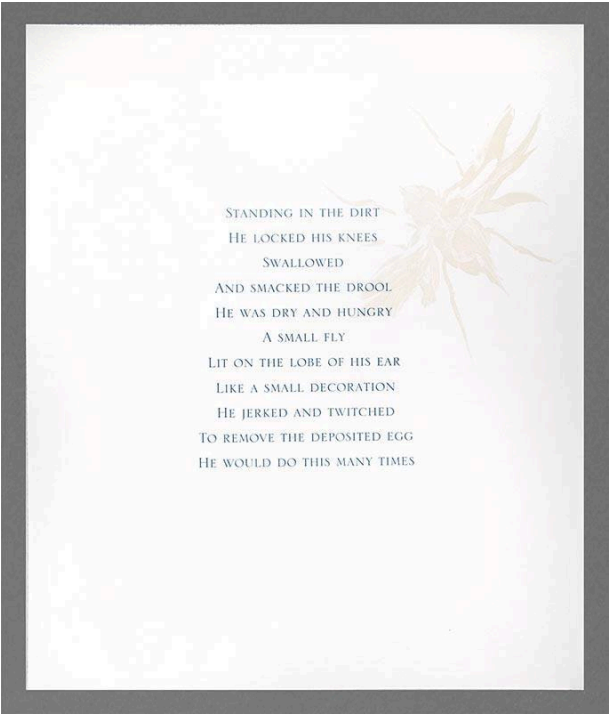 Standing in the dirt
He locked his knees
Swallowed
And smacked the drool
He was dry and hungry
A small fly
Lit on the lobe of his ear
Like a small decoration
He jerked and twitched
To remove the deposited egg
He would do this many times